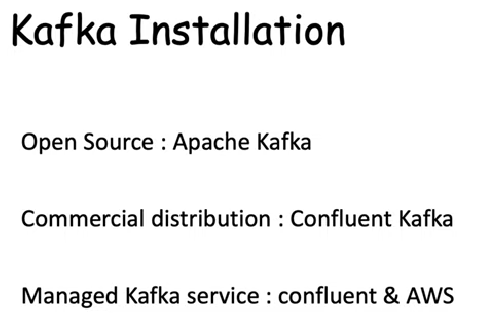 Kafka Installation
Open Source : Apache Kafka
Commercial distribution : Confluent Kafka
Managed Kafka service : confluent & AWS